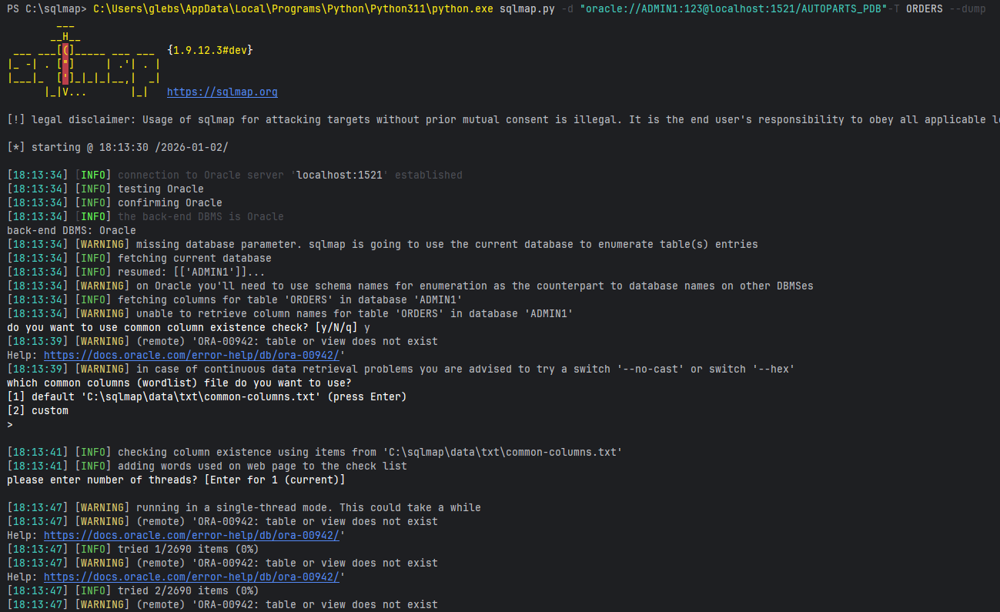 PS C:\sqlmap> C:\Users\glebs\AppData\Local\Programs\Python\Python311\python.exe sqlmap.py -d "oracle://ADMIN1:123@localhost:1521/AUTOPARTS_PDB"-T ORDERS --dump
        ___
       __H__
 ___ ___[(]_____ ___ ___  {1.9.12.3#dev}
|_ -| . ["]     | .'| . |
|___|_  [']_|_|_|__,|  _|
      |_|V...       |_|   https://sqlmap.org
[!] legal disclaimer: Usage of sqlmap for attacking targets without prior mutual consent is illegal. It is the end user's responsibility to obey all applicable l
[*] starting @ 18:13:30 /2026-01-02/
[18:13:34] [INFO] connection to Oracle server 'localhost:1521' established
[18:13:34] [INFO] testing Oracle
[18:13:34] [INFO] confirming Oracle
[18:13:34] [INFO] the back-end DBMS is Oracle
back-end DBMS: Oracle
[18:13:34] [WARNING] missing database parameter. sqlmap is going to use the current database to enumerate table(s) entries
[18:13:34] [INFO] fetching current database
[18:13:34] [INFO] resumed: [['ADMIN1']]...
[18:13:34] [WARNING] on Oracle you'll need to use schema names for enumeration as the counterpart to database names on other DBMSes
[18:13:34] [INFO] fetching columns for table 'ORDERS' in database 'ADMIN1'
[18:13:34] [WARNING] unable to retrieve column names for table 'ORDERS' in database 'ADMIN1'
do you want to use common column existence check? [y/N/q] y
[18:13:39] [WARNING] (remote) 'ORA-00942: table or view does not exist
Help: https://docs.oracle.com/error-help/db/ora-00942/'
[18:13:39] [WARNING] in case of continuous data retrieval problems you are advised to try a switch '--no-cast' or switch '--hex'
which common columns (wordlist) file do you want to use?
[1] default 'C:\sqlmap\data\txt\common-columns.txt' (press Enter)
[2] custom
>
[18:13:41] [INFO] checking column existence using items from 'C:\sqlmap\data\txt\common-columns.txt'
[18:13:41] [INFO] adding words used on web page to the check list
please enter number of threads? [Enter for 1 (current)]
[18:13:47] [WARNING] running in a single-thread mode. This could take a while
[18:13:47] [WARNING] (remote) 'ORA-00942: table or view does not exist
Help: https://docs.oracle.com/error-help/db/ora-00942/'
[18:13:47] [INFO] tried 1/2690 items (0%)
[18:13:47] [WARNING] (remote) 'ORA-00942: table or view does not exist
Help: https://docs.oracle.com/error-help/db/ora-00942/'
[18:13:47] [INFO] tried 2/2690 items (0%)
[18:13:47] [WARNING] (remote) 'ORA-00942: table or view does not exist